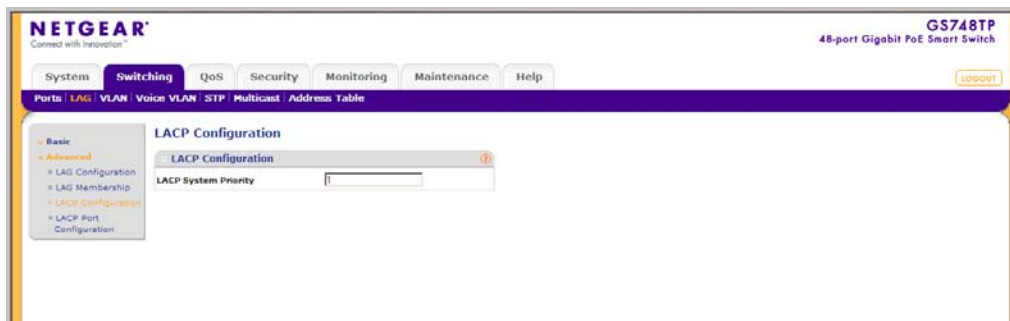 NETGEAR
Connect with Innovation™
GS748TP
48-port Gigabit PoE Smart Switch
System Switching QoS Security Monitoring Maintenance Help
LOGOUT
Ports LAG VLAN Voice VLAN STP Multicast Address Table
Basic
Advanced
LAG Configuration
LAG Membership
LACP Configuration
LACP Port
Configuration
LACP Configuration
LACP Configuration
LACP System Priority 1